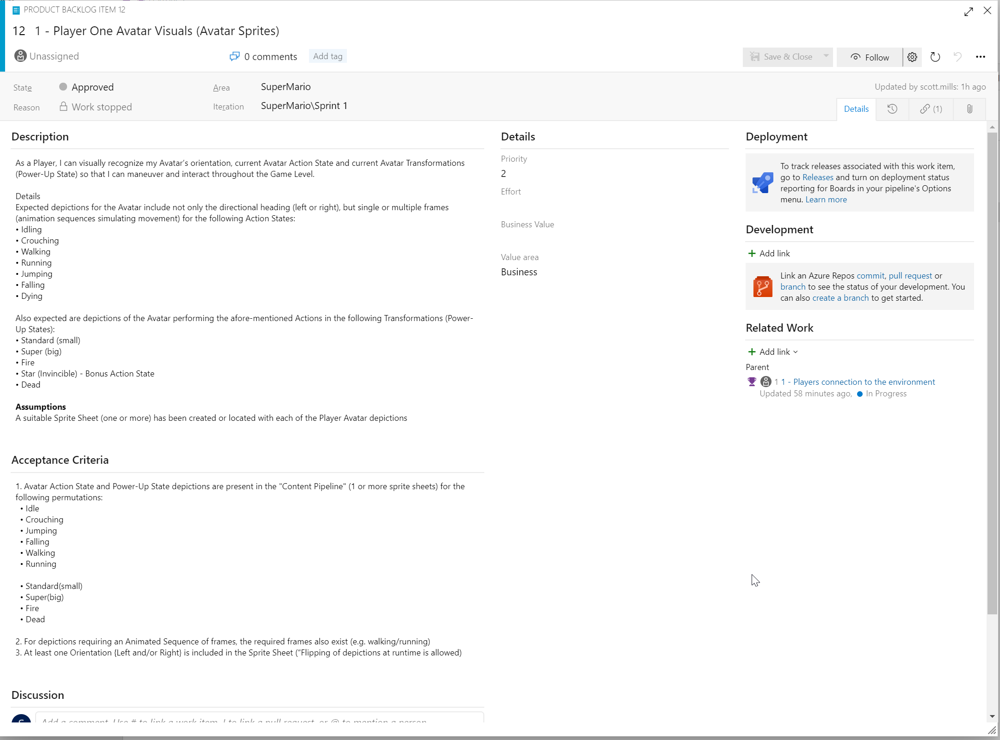 PRODUCT BACKLOG ITEM 12
12 1 - Player One Avatar Visuals (Avatar Sprites)
Unassigned
0 comments
Add tag
Save & Close
Follow
State
Approved
Area
SuperMario
Updated by scott.mills: 1h ago
Reason
Work stopped
Iteration
SuperMario\Sprint 1
Details
(1)
Description
As a Player, I can visually recognize my Avatar’s orientation, current Avatar Action State and current Avatar Transformations
(Power-Up State) so that I can maneuver and interact throughout the Game Level.
Details
Expected depictions for the Avatar include not only the directional heading (left or right), but single or multiple frames
(animation sequences simulating movement) for the following Action States:
• Idling
• Crouching
• Walking
• Running
• Jumping
• Falling
• Dying
Also expected are depictions of the Avatar performing the afore-mentioned Actions in the following Transformations (Power-
Up States):
• Standard (small)
• Super (big)
• Fire
• Star (Invincible) - Bonus Action State
• Dead
Assumptions
A suitable Sprite Sheet (one or more) has been created or located with each of the Player Avatar depictions
Acceptance Criteria
1. Avatar Action State and Power-Up State depictions are present in the "Content Pipeline" (1 or more sprite sheets) for the
following permutations:
• Idle
• Crouching
• Jumping
• Falling
• Walking
• Running
• Standard(small)
• Super(big)
• Fire
• Dead
2. For depictions requiring an Animated Sequence of frames, the required frames also exist (e.g. walking/running)
3. At least one Orientation {Left and/or Right} is included in the Sprite Sheet (“Flipping of depictions at runtime is allowed)
Discussion
Add a comment. Use # to link a work item, ! to link a pull request, or @ to mention a person.
Details
Priority
2
Effort
Business Value
Value area
Business
Deployment
To track releases associated with this work item,
go to Releases and turn on deployment status
reporting for Boards in your pipeline's Options
menu. Learn more
Development
Add link
Link an Azure Repos commit, pull request or
branch to see the status of your development. You
can also create a branch to get started.
Related Work
Add link
Parent
1 1 - Players connection to the environment
Updated 58 minutes ago, In Progress